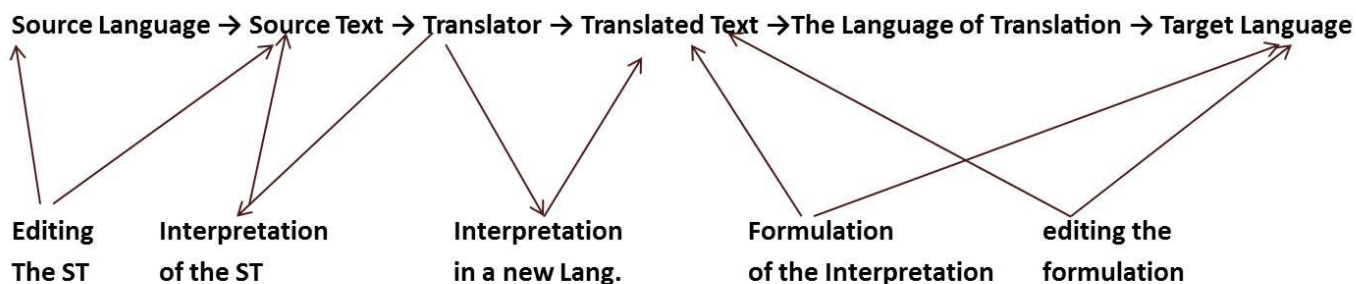 Source Language → Source Text → Translator → Translated Text →The Language of Translation → Target Language
Editing The ST
Interpretation of the ST
Interpretation in a new Lang.
Formulation of the Interpretation
editing the formulation